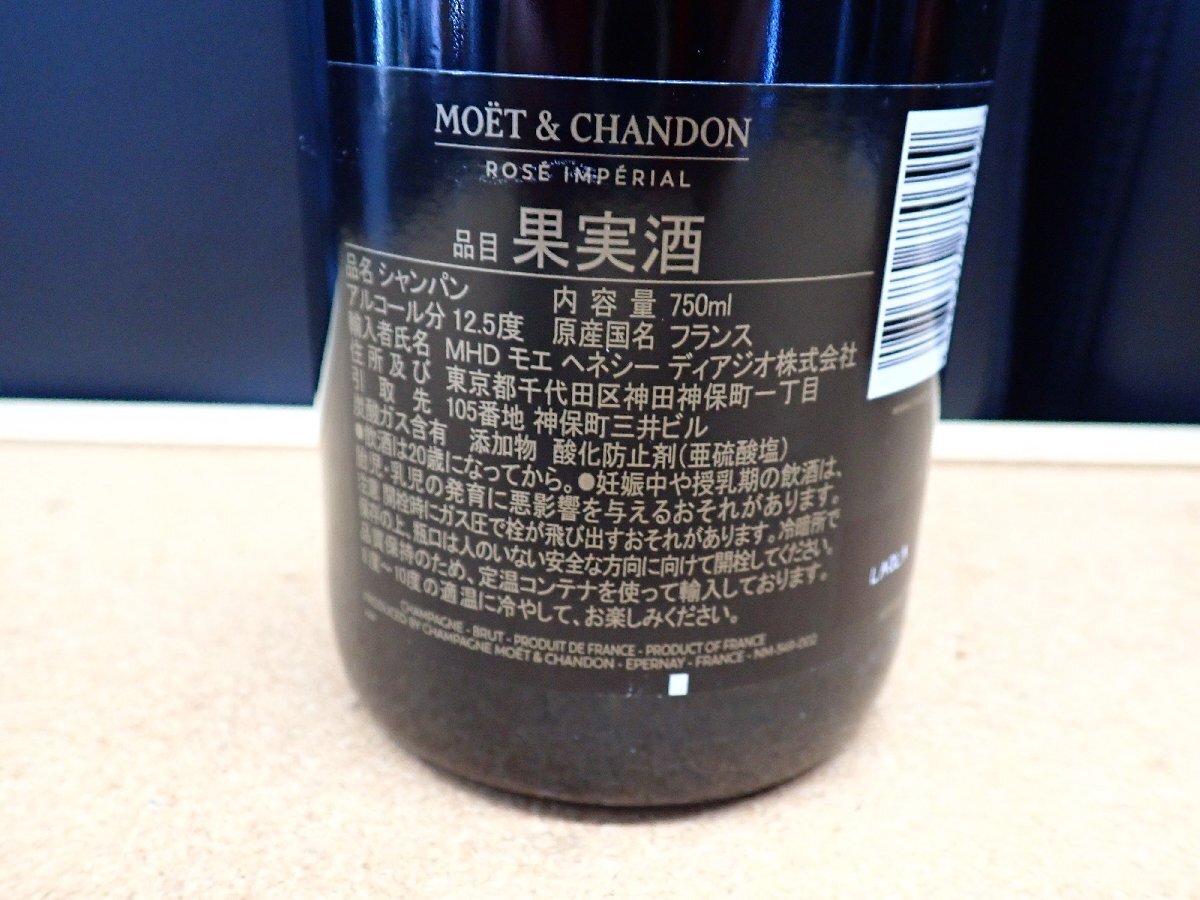 MOËT & CHANDON
ROSÉ IMPÉRIAL
品目 果実酒
品名 シャンパン 内容量 750ml
アルコール分 12.5度 原産国名 フランス
輸入者氏名 MHD モエ ヘネシー ディアジオ株式会社
住所及び 東京都千代田区神田神保町一丁目
引取先 105番地 神保町三井ビル
炭酸ガス含有 添加物 酸化防止剤(亜硫酸塩)
●飲酒は20歳になってから。●妊娠中や授乳期の飲酒は、
胎児・乳児の発育に悪影響を与えるおそれがあります。
注意 開栓時にガス圧で栓が飛び出すおそれがあります。冷暗所で
保存の上、瓶口は人のいない安全な方向に向けて開栓してください。
品質保持のため、定温コンテナを使って輸入しております。
度〜10度の適温に冷やして、お楽しみください。
CHAMPAGNE - BRUT - PRODUIT DE FRANCE - PRODUCT OF FRANCE
PRODUCED BY CHAMPAGNE MOËT & CHANDON - EPERNAY - FRANCE - NM-549-002